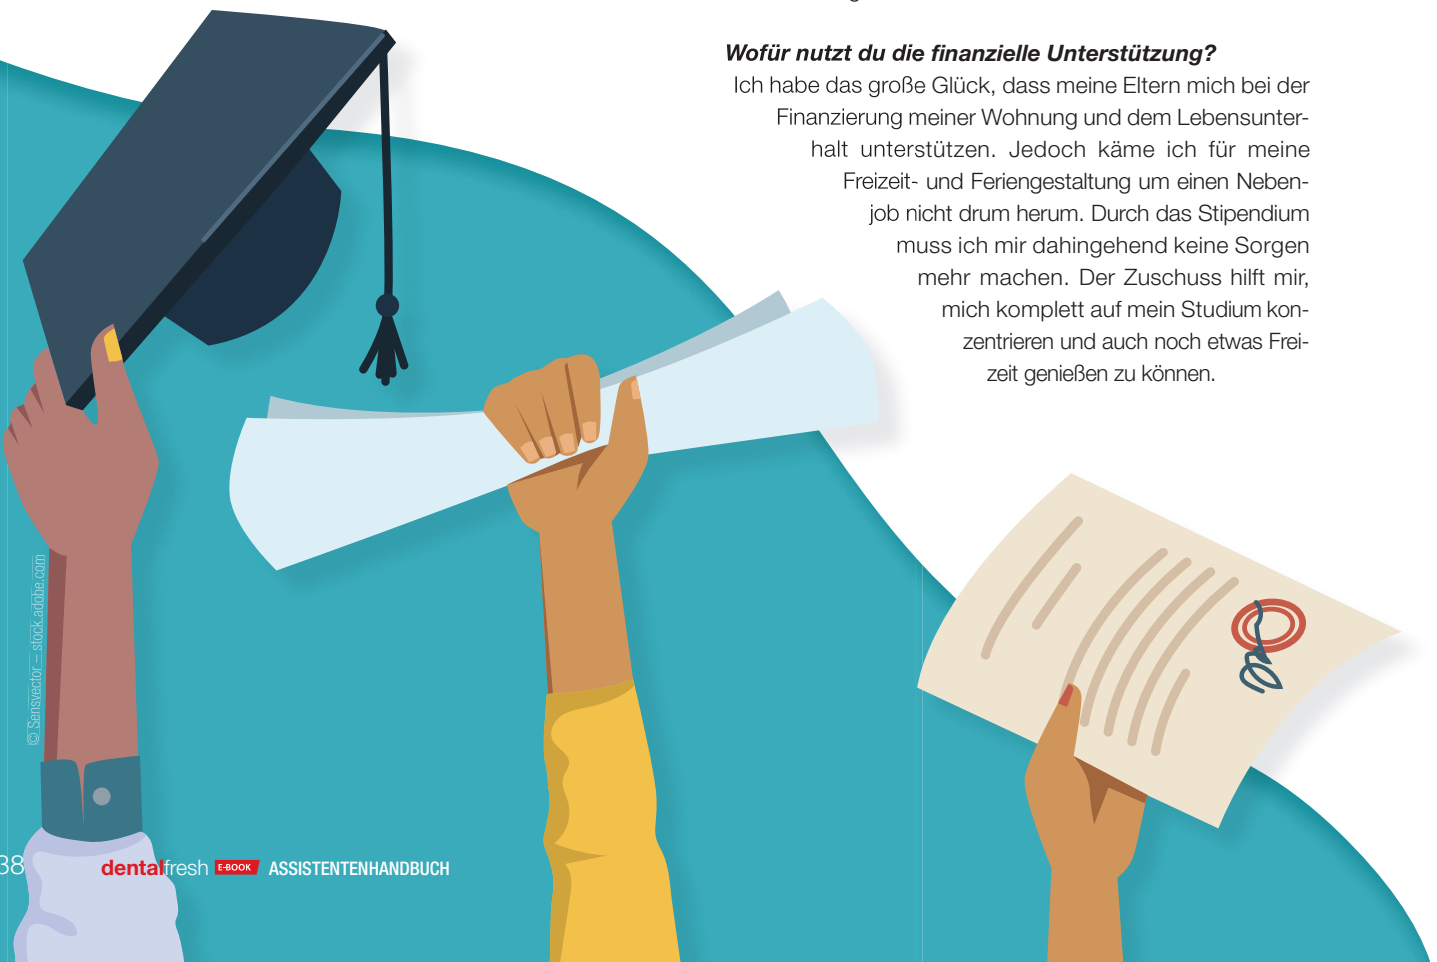 Wofür nutzt du die finanzielle Unterstützung?
Ich habe das große Glück, dass meine Eltern mich bei der
Finanzierung meiner Wohnung und dem Lebensunter-
halt unterstützen. Jedoch käme ich für meine
Freizeit- und Feriengestaltung um einen Neben-
job nicht drum herum. Durch das Stipendium
muss ich mir dahingehend keine Sorgen
mehr machen. Der Zuschuss hilft mir,
mich komplett auf mein Studium kon-
zentrieren und auch noch etwas Frei-
zeit genießen zu können.
© Sensvector – stock.adobe.com
38 dentalfresh E-BOOK ASSISTENTENHANDBUCH